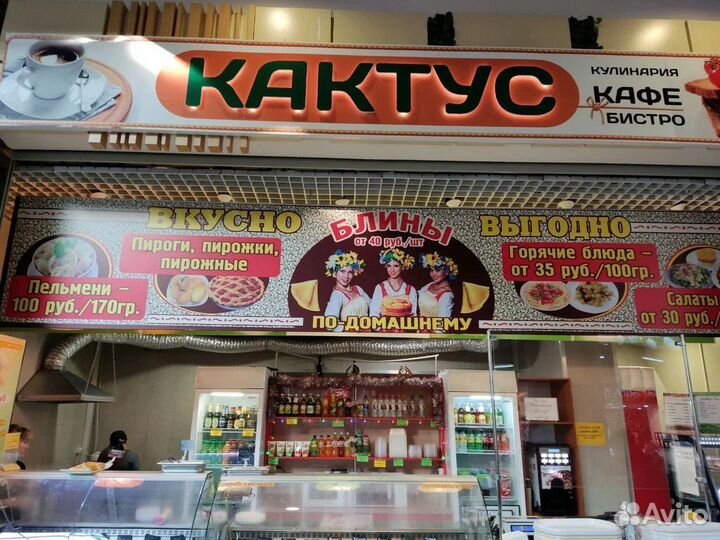 КАКТУС
КУЛИНАРИЯ
КАФЕ
БИСТРО
ВКУСНО
БЛИНЫ
от 40 руб./шт
ВЫГОДНО
Пироги, пирожки,
пирожные
Горячие блюда –
от 35 руб./100гр.
Пельмени –
100 руб./170гр.
ПО-ДОМАШНЕМУ
Салаты
от 30 руб./
Avito